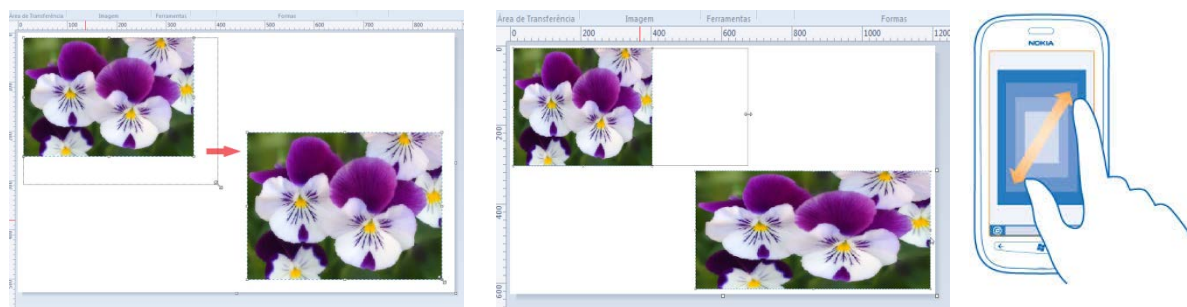 Área de Transferência Imagem Ferramentas Formas
100 200 300 400 500 600 700 800
Área de Transferência Imagem Ferramentas Formas
0 200 400 600 800 1000 1200
0
200
400
600
NOKIA